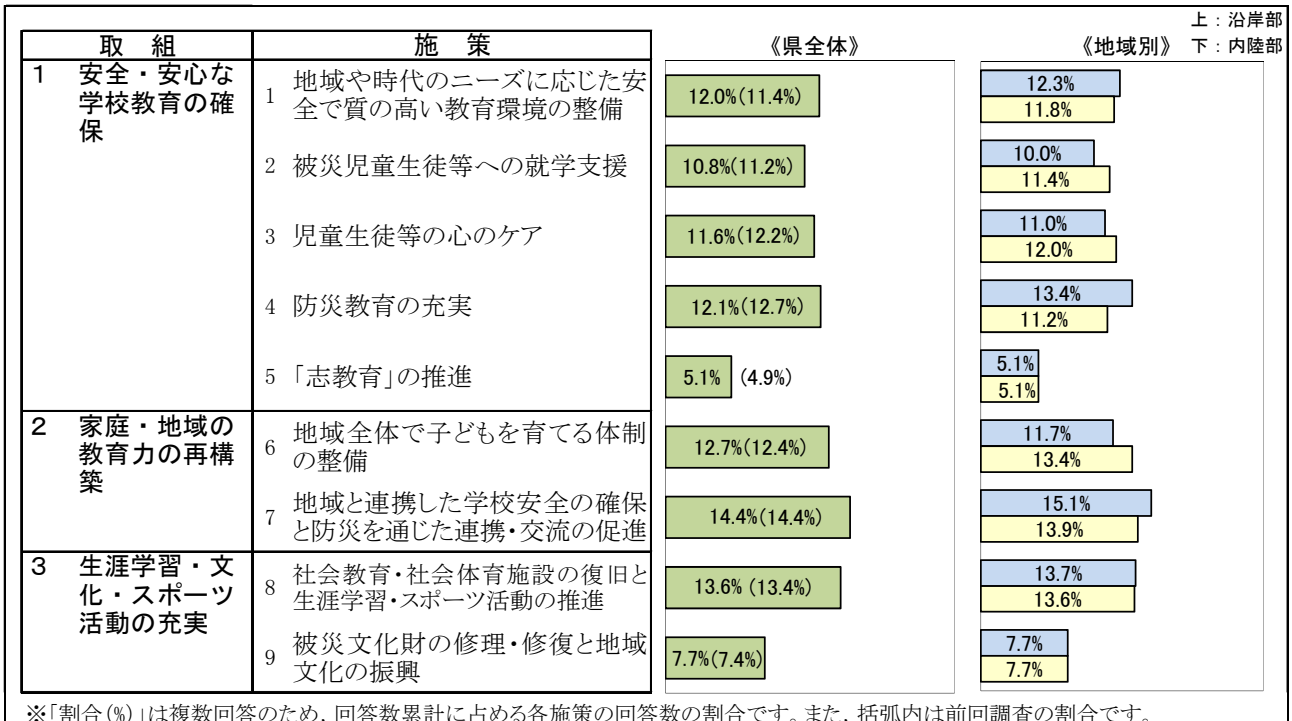 上：沿岸部
取　組 施　策 《県全体》 《地域別》 下：内陸部
1 安全・安心な
学校教育の確
保
1 地域や時代のニーズに応じた安
全で質の高い教育環境の整備
12.0%(11.4%)
12.3%
11.8%
2 被災児童生徒等への就学支援
10.8%(11.2%)
10.0%
11.4%
3 児童生徒等の心のケア
11.6%(12.2%)
11.0%
12.0%
4 防災教育の充実
12.1%(12.7%)
13.4%
11.2%
5 「志教育」の推進
5.1% (4.9%)
5.1%
5.1%
2 家庭・地域の
教育力の再構
築
6 地域全体で子どもを育てる体制
の整備
12.7%(12.4%)
11.7%
13.4%
7 地域と連携した学校安全の確保
と防災を通じた連携・交流の促進
14.4%(14.4%)
15.1%
13.9%
3 生涯学習・文
化・スポーツ
活動の充実
8 社会教育・社会体育施設の復旧と
生涯学習・スポーツ活動の推進
13.6% (13.4%)
13.7%
13.6%
9 被災文化財の修理・修復と地域
文化の振興
7.7%(7.4%)
7.7%
7.7%
※「割合(%)」は複数回答のため，回答数累計に占める各施策の回答数の割合です。また，括弧内は前回調査の割合です。